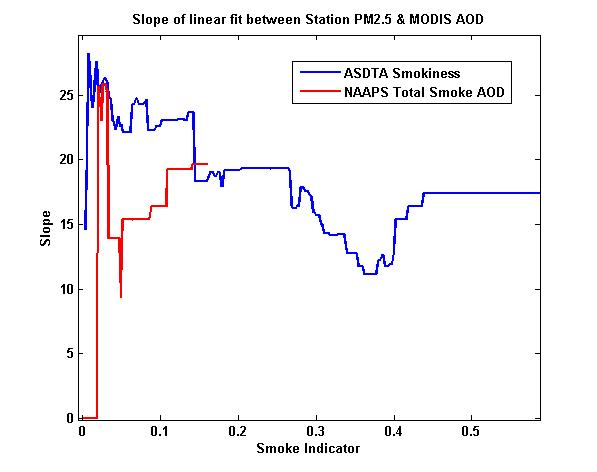 Slope of linear fit between Station PM2.5 & MODIS AOD
ASDTA Smokiness
NAAPS Total Smoke AOD
25
20
15
10
5
0
Slope
0 0.1 0.2 0.3 0.4 0.5
Smoke Indicator